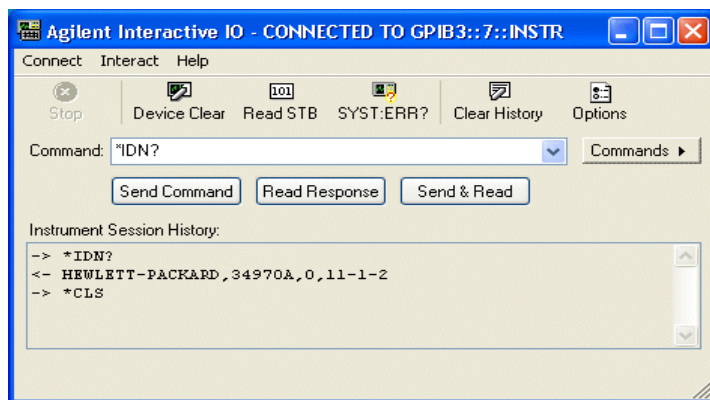 Agilent Interactive IO - CONNECTED TO GPIB3::7::INSTR
Connect Interact Help
101
Stop Device Clear Read STB SYST:ERR? Clear History Options
Command: *IDN? Commands
Send Command Read Response Send & Read
Instrument Session History:
-> *IDN?
<- HEWLETT-PACKARD,34970A,0,11-1-2
-> *CLS